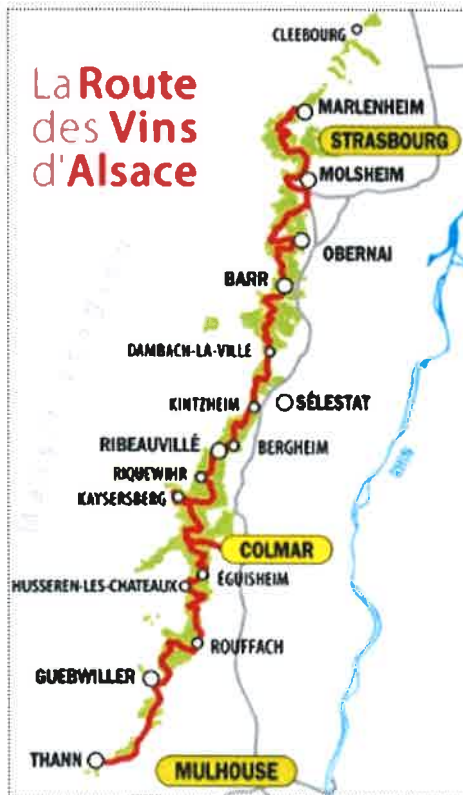 CLEEBOURG
La Route
des Vins
d'Alsace
MARLENHEIM
STRASBOURG
MOLSHEIM
OBERNAI
BARR
DAMBACH-LA-VILLE
KINTZHEIM
SÉLESTAT
RIBEAUVILLÉ
BERGHEIM
RIQUEWIHR
KAYSERSBERG
COLMAR
ÉGUISHEIM
HUSSEREN-LES-CHATEAUX
ROUFFACH
GUEBWILLER
THANN
MULHOUSE